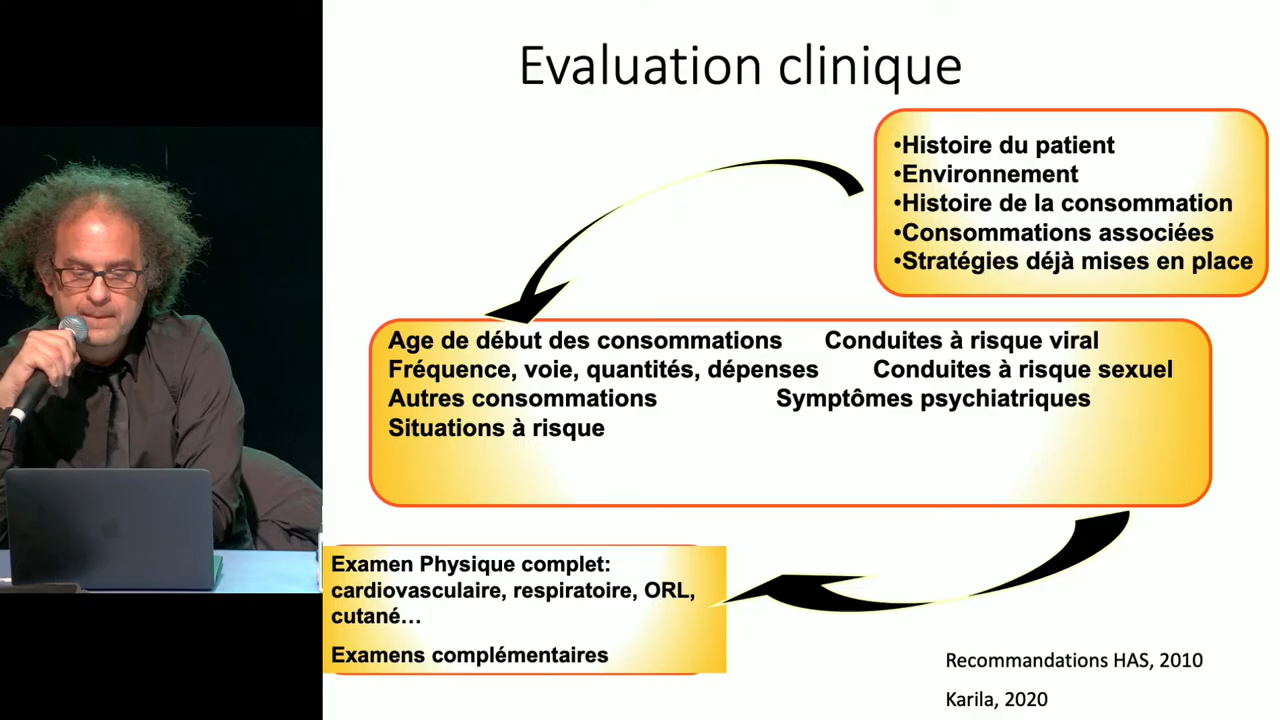 Evaluation clinique
•Histoire du patient
•Environnement
•Histoire de la consommation
•Consommations associées
•Stratégies déjà mises en place
Age de début des consommations Conduites à risque viral
Fréquence, voie, quantités, dépenses Conduites à risque sexuel
Autres consommations Symptômes psychiatriques
Situations à risque
Examen Physique complet:
cardiovasculaire, respiratoire, ORL,
cutané…
Examens complémentaires
Recommandations HAS, 2010
Karila, 2020